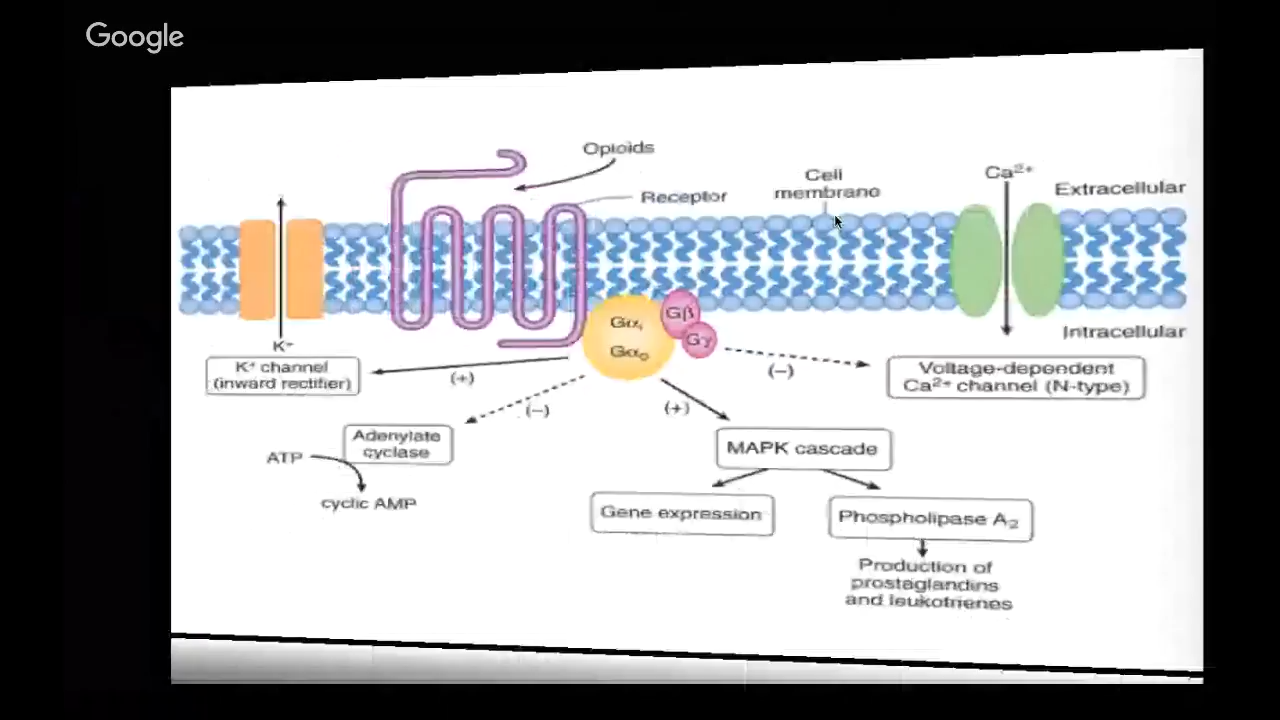 Google
Opioids
Receptor
Cell
membrane
Ca²⁺
Extracellular
Intracellular
K⁺
K⁺ channel
(inward rectifier)
(+)
Gαᵢ
Gαₒ
Gβ
Gγ
(–)
Voltage-dependent
Ca²⁺ channel (N-type)
(–)
(+)
Adenylate
cyclase
ATP
cyclic AMP
MAPK cascade
Gene expression
Phospholipase A₂
Production of
prostaglandins
and leukotrienes